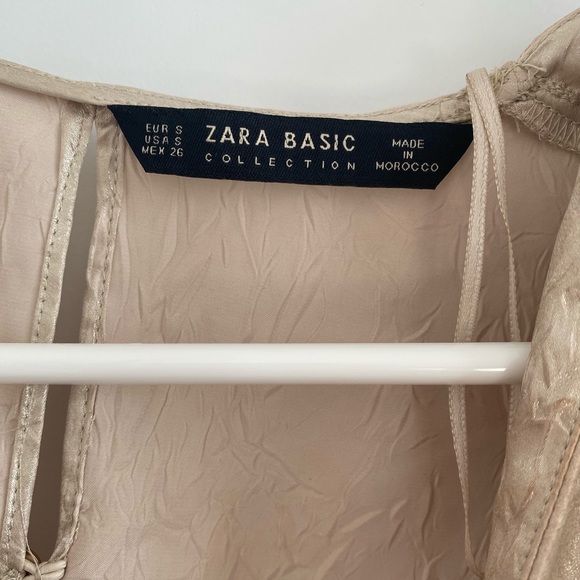 EUR S
USA S
MEX 26
ZARA BASIC
COLLECTION
MADE
IN
MOROCCO